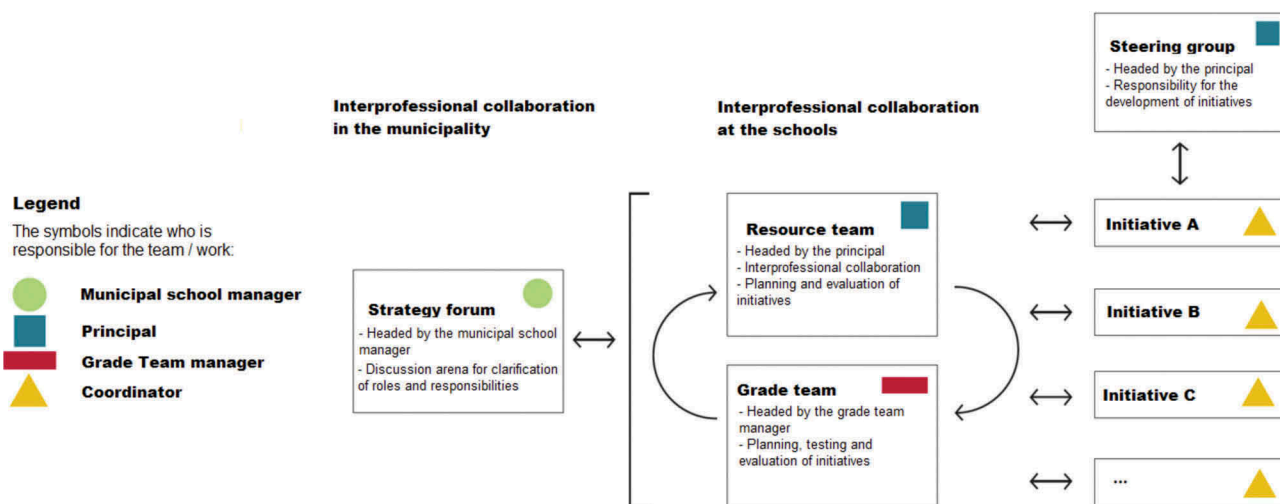 Legend
The symbols indicate who is
responsible for the team / work:
Municipal school manager
Principal
Grade Team manager
Coordinator
Interprofessional collaboration
in the municipality
Strategy forum
- Headed by the municipal school
manager
- Discussion arena for clarification
of roles and responsibilities
Interprofessional collaboration
at the schools
Resource team
- Headed by the principal
- Interprofessional collaboration
- Planning and evaluation of
initiatives
Grade team
- Headed by the grade team
manager
- Planning, testing and
evaluation of initiatives
Steering group
- Headed by the principal
- Responsibility for the
development of initiatives
Initiative A
Initiative B
Initiative C
...